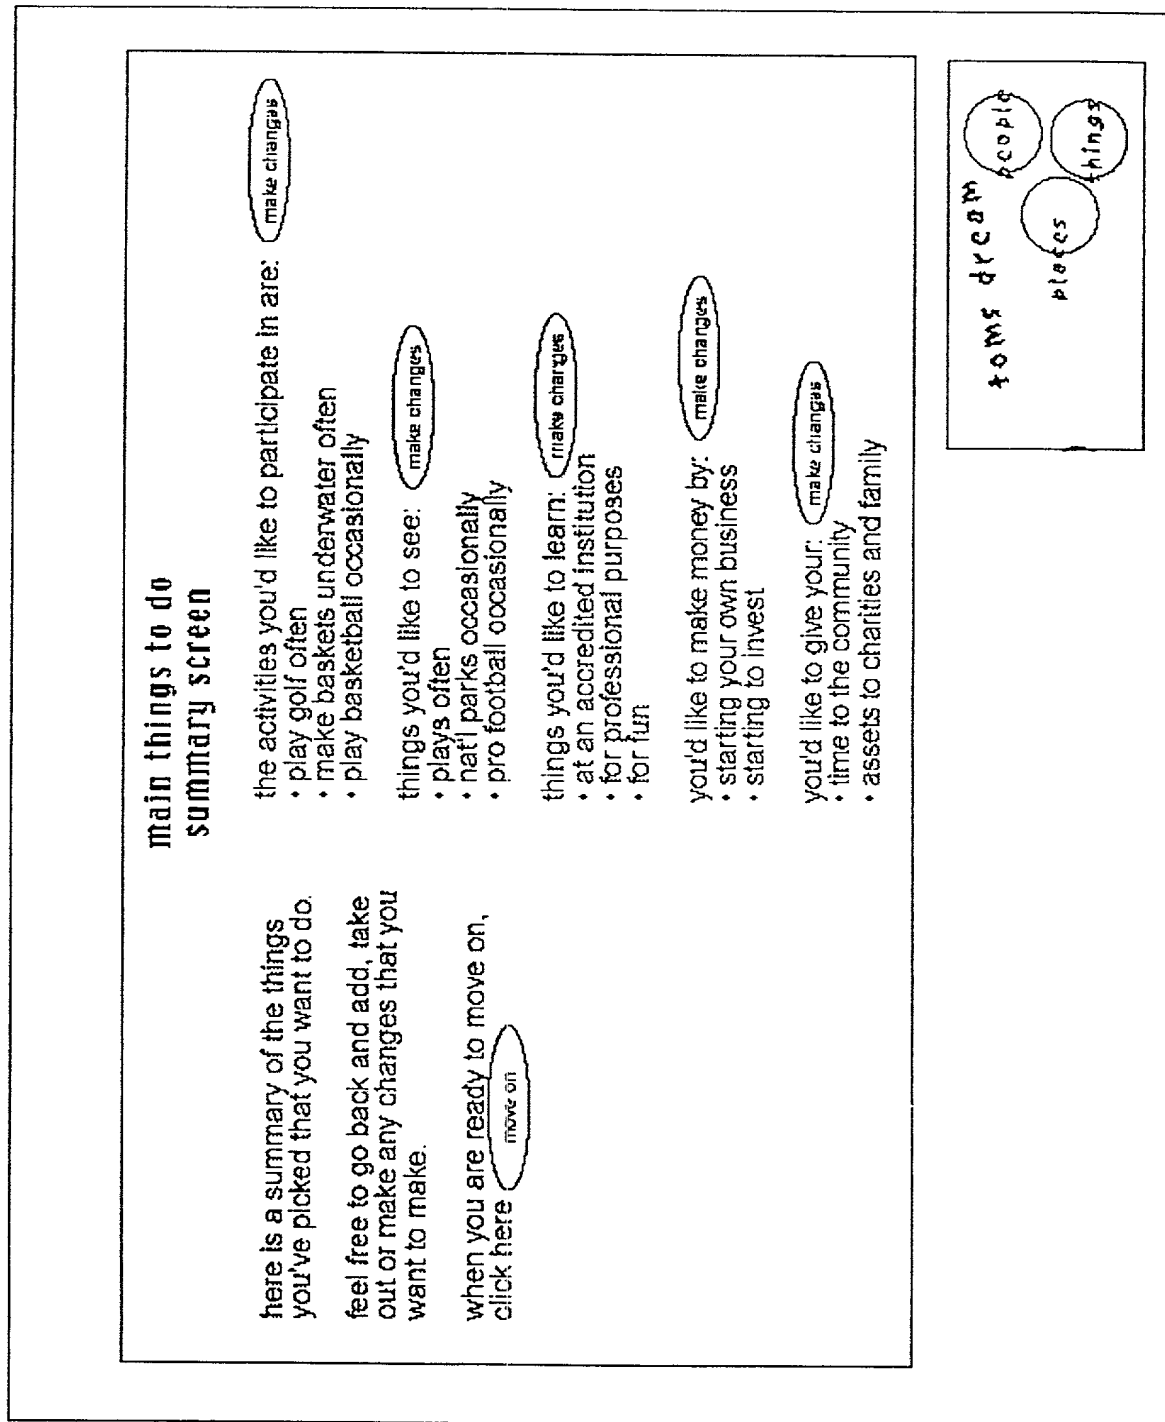 main things to do
summary screen
here is a summary of the things
you've picked that you want to do.
feel free to go back and add, take
out or make any changes that you
want to make.
when you are ready to move on,
click here move on
the activities you'd like to participate in are: make changes
• play golf often
• make baskets underwater often
• play basketball occasionally
things you'd like to see: make changes
• plays often
• nat'l parks occasionally
• pro football occasionally
things you'd like to learn: make changes
• at an accredited institution
• for professional purposes
• for fun
you'd like to make money by: make changes
• starting your own business
• starting to invest
you'd like to give your: make changes
• time to the community
• assets to charities and family
toms dream
people
places
things